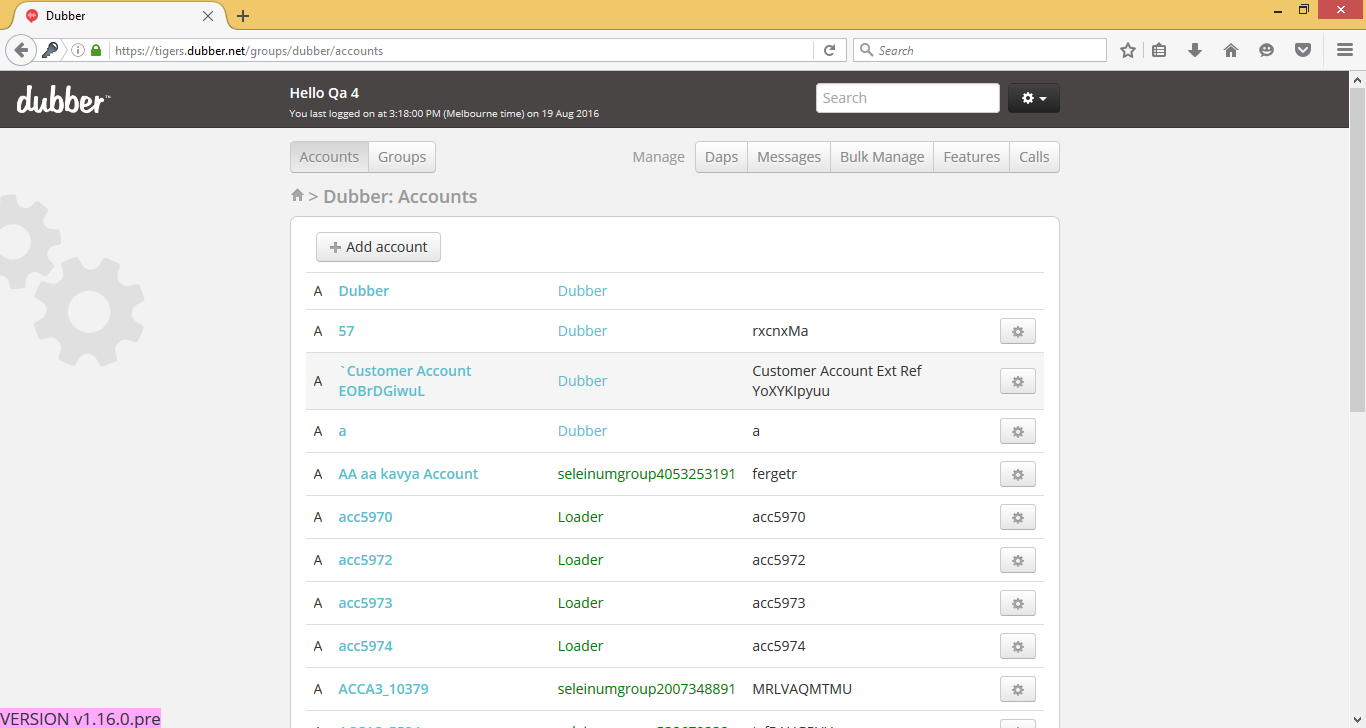 Dubber
https://tigers.dubber.net/groups/dubber/accounts
Search
dubber™
Hello Qa 4
You last logged on at 3:18:00 PM (Melbourne time) on 19 Aug 2016
Search
Accounts Groups Manage Daps Messages Bulk Manage Features Calls
> Dubber: Accounts
+ Add account
A Dubber Dubber
A 57 Dubber rxcnxMa
A `Customer Account EOBrDGiwuL Dubber Customer Account Ext Ref YoXYKIpyuu
A a Dubber a
A AA aa kavya Account seleinumgroup4053253191 fergetr
A acc5970 Loader acc5970
A acc5972 Loader acc5972
A acc5973 Loader acc5973
A acc5974 Loader acc5974
A ACCA3_10379 seleinumgroup2007348891 MRLVAQMTMU
VERSION v1.16.0.pre